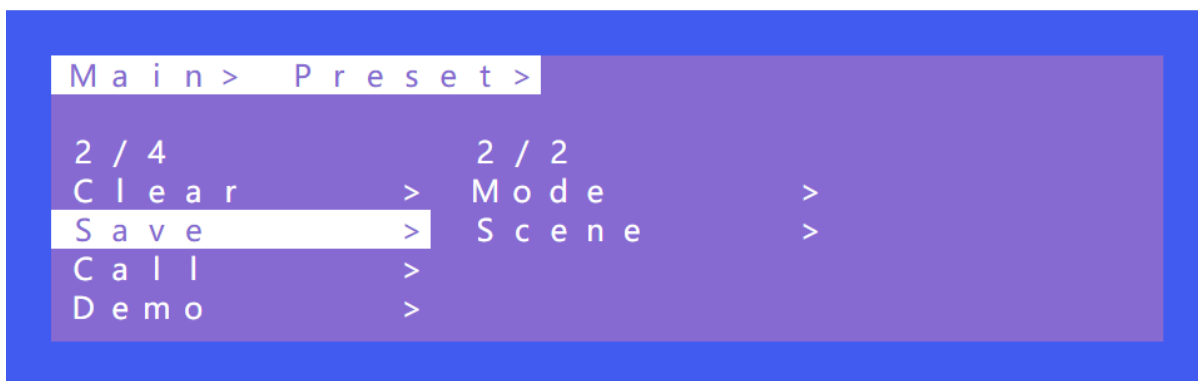 Main> Preset>
2/4 2/2
Clear > Mode >
Save > Scene >
Call >
Demo >